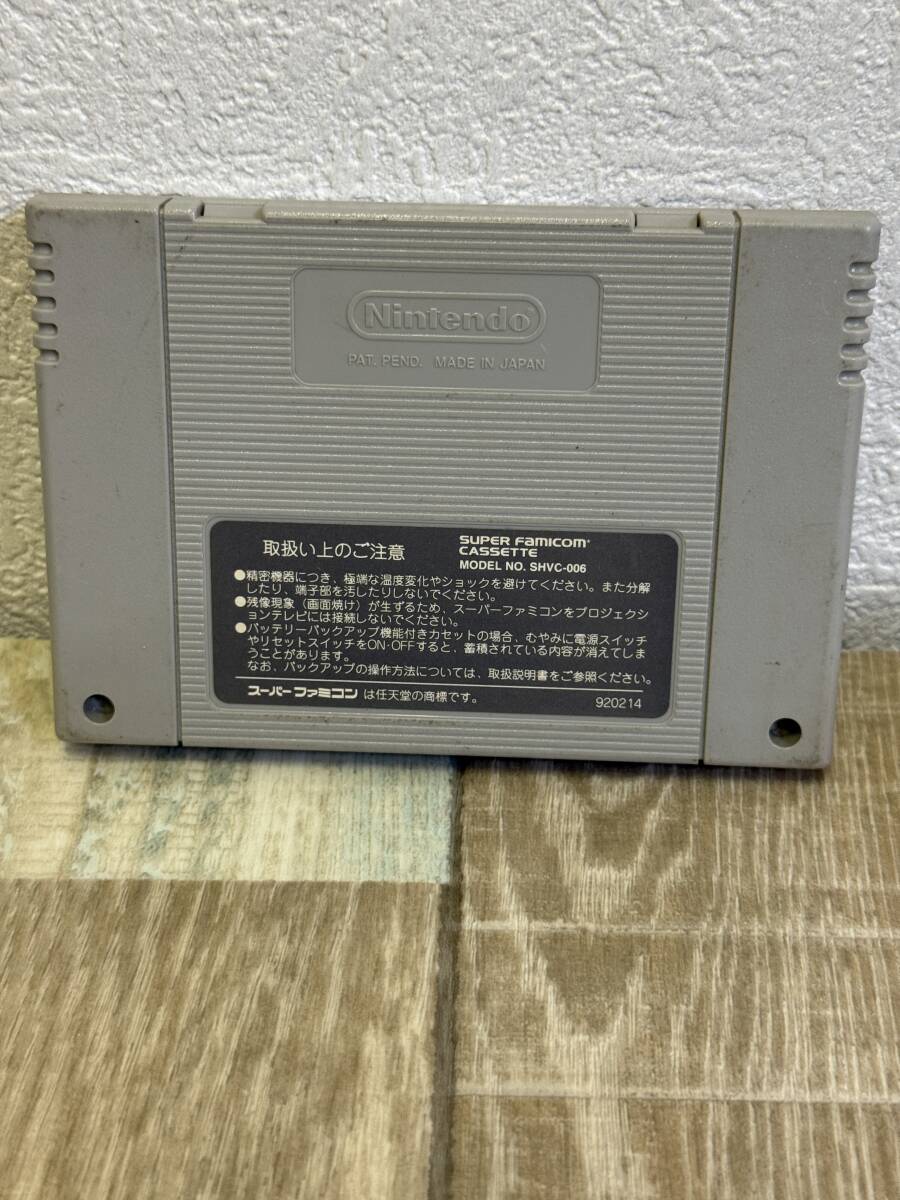 Nintendo
PAT. PEND. MADE IN JAPAN
取扱い上のご注意
SUPER FAMICOM
CASSETTE
MODEL NO. SHVC-006
●精密機器につき、極端な温度変化やショックを避けてください。また分解
したり、端子部を汚したりしないでください。
●残像現象（画面焼け）が生ずるため、スーパーファミコンをプロジェクシ
ョンテレビには接続しないでください。
●バッテリーバックアップ機能付きカセットの場合、むやみに電源スイッチ
やリセットスイッチをON・OFFすると、蓄積されている内容が消えてしま
うことがあります。
なお、バックアップの操作方法については、取扱説明書をご参照ください。
スーパーファミコン は任天堂の商標です。
920214